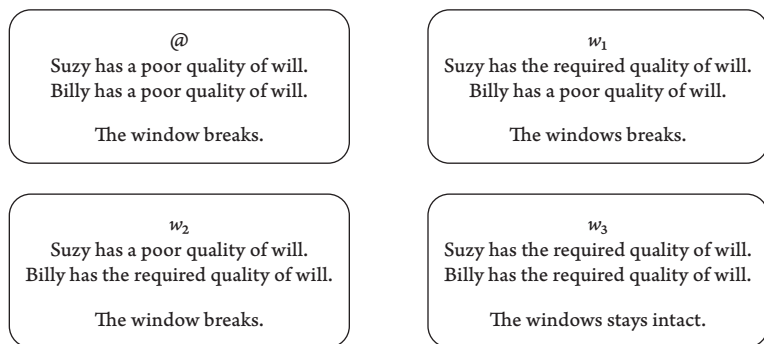 @
Suzy has a poor quality of will.
Billy has a poor quality of will.
The window breaks.
w₁
Suzy has the required quality of will.
Billy has a poor quality of will.
The windows breaks.
w₂
Suzy has a poor quality of will.
Billy has the required quality of will.
The window breaks.
w₃
Suzy has the required quality of will.
Billy has the required quality of will.
The windows stays intact.